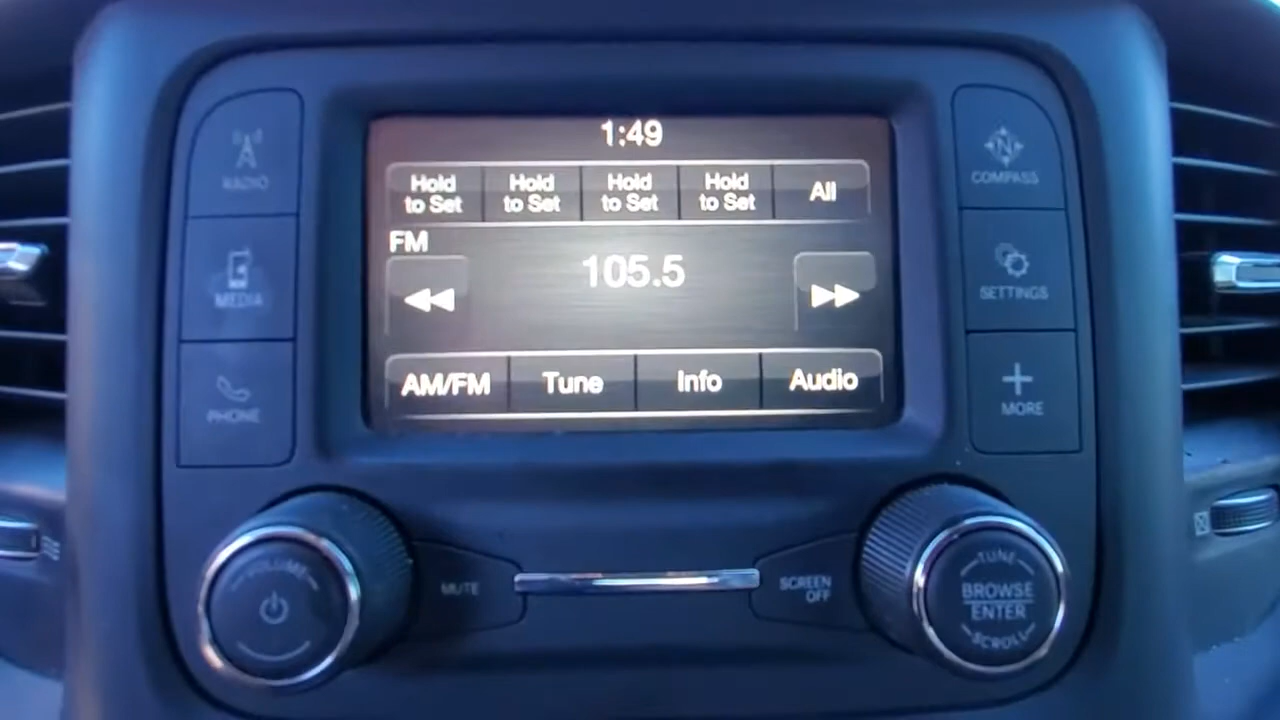 1:49
Hold
to Set
Hold
to Set
Hold
to Set
Hold
to Set
All
FM
105.5
AM/FM
Tune
Info
Audio
RADIO
MEDIA
PHONE
COMPASS
SETTINGS
MORE
VOLUME
MUTE
SCREEN
OFF
TUNE
BROWSE
ENTER
SCROLL